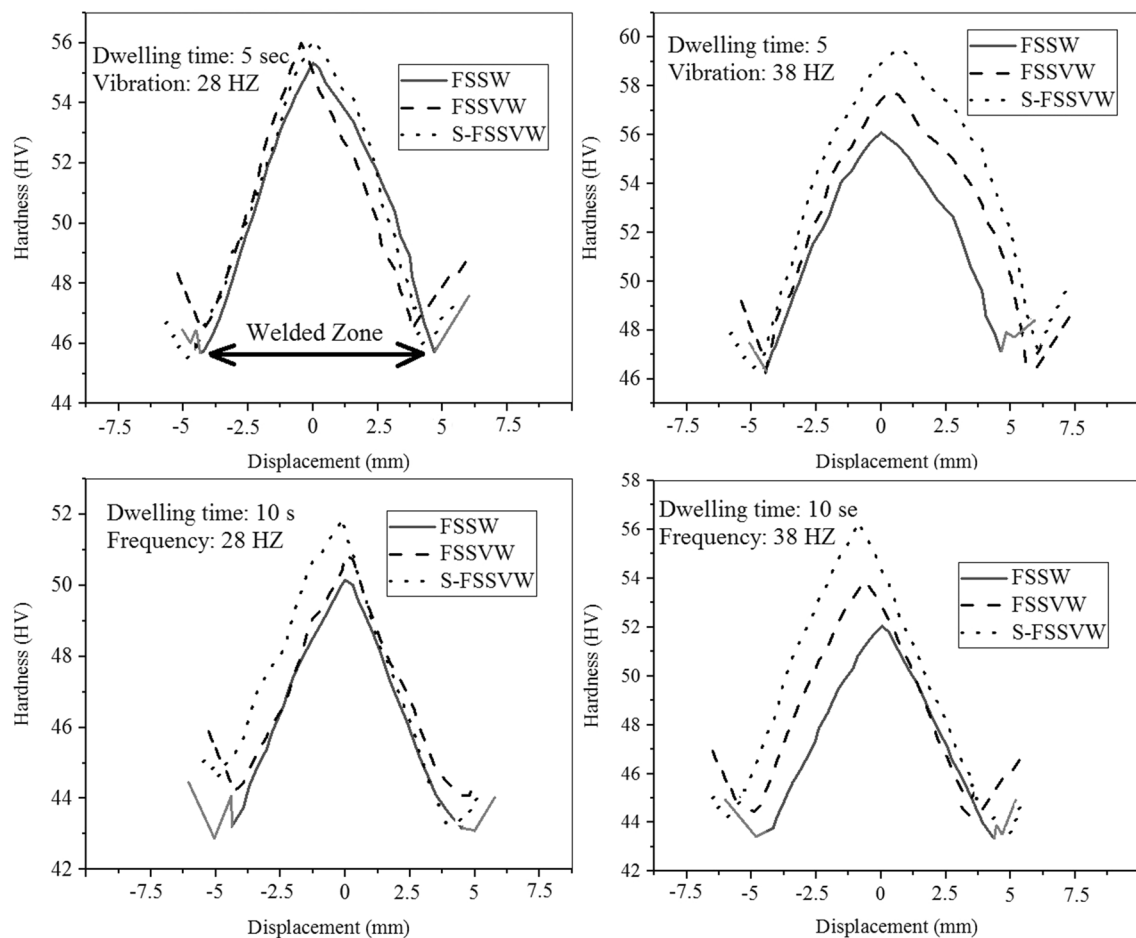 Dwelling time: 5 sec
Vibration: 28 HZ
FSSW
FSSVW
S-FSSVW
Welded Zone
Hardness (HV)
56
54
52
50
48
46
44
-7.5 -5 -2.5 0 2.5 5 7.5
Displacement (mm)
Dwelling time: 5
Vibration: 38 HZ
FSSW
FSSVW
S-FSSVW
Hardness (HV)
60
58
56
54
52
50
48
46
-7.5 -5 -2.5 0 2.5 5 7.5
Displacement (mm)
Dwelling time: 10 s
Frequency: 28 HZ
FSSW
FSSVW
S-FSSVW
Hardness (HV)
52
50
48
46
44
42
-7.5 -5 -2.5 0 2.5 5 7.5
Displacement (mm)
Dwelling time: 10 se
Frequency: 38 HZ
FSSW
FSSVW
S-FSSVW
Hardness (HV)
58
56
54
52
50
48
46
44
42
-7.5 -5 -2.5 0 2.5 5 7.5
Displacement (mm)